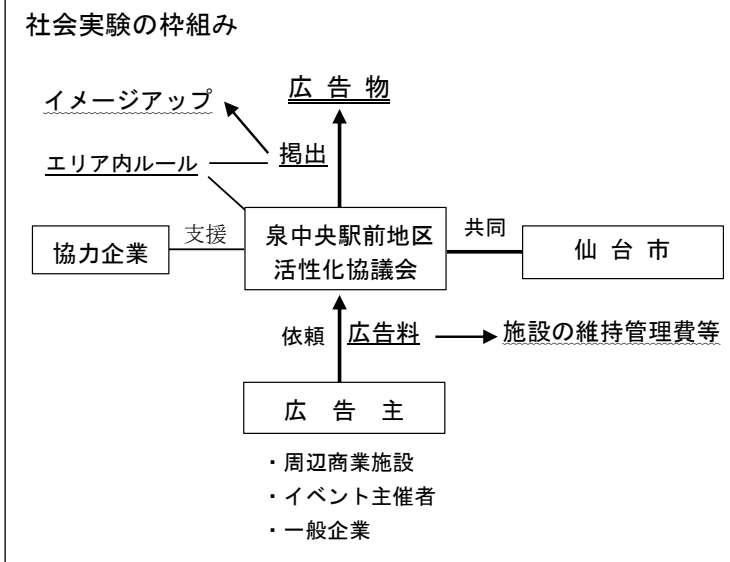 社会実験の枠組み
広 告 物
イメージアップ
掲出
エリア内ルール
協力企業
支援
泉中央駅前地区
活性化協議会
共同
仙 台 市
依頼
広告料
施設の維持管理費等
広 告 主
・周辺商業施設
・イベント主催者
・一般企業